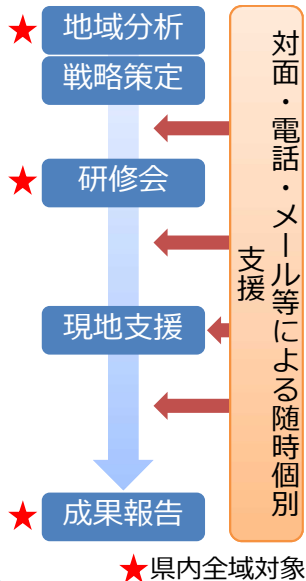 ★ 地域分析
戦略策定
★ 研修会
現地支援
★ 成果報告
対面・電話・メール等による随時個別
支援
★県内全域対象